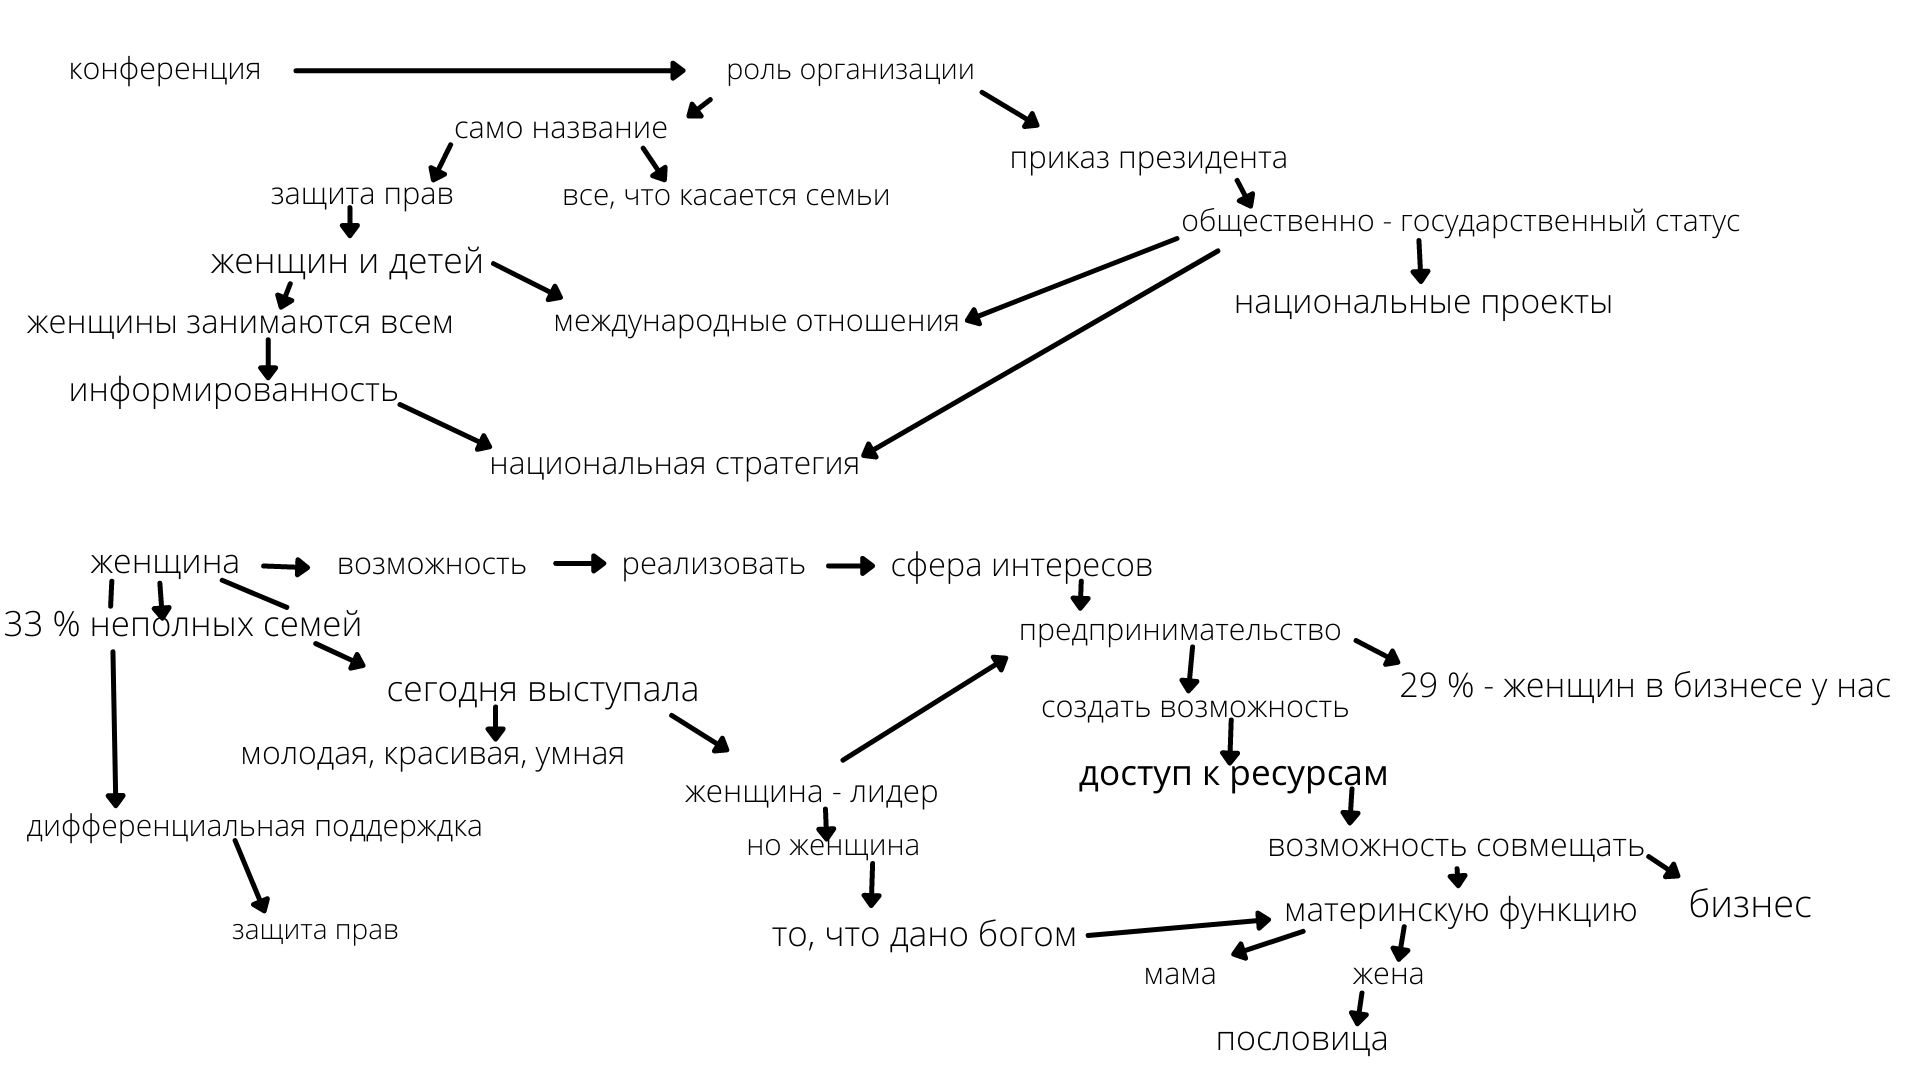 конференция
роль организации
само название
приказ президента
защита прав
все, что касается семьи
общественно - государственный статус
женщин и детей
национальные проекты
женщины занимаются всем
международные отношения
информированность
национальная стратегия
женщина
возможность
реализовать
сфера интересов
33 % неполных семей
предпринимательство
сегодня выступала
29 % - женщин в бизнесе у нас
создать возможность
молодая, красивая, умная
доступ к ресурсам
женщина - лидер
дифференциальная поддерждка
но женщина
возможность совмещать
бизнес
материнскую функцию
защита прав
то, что дано богом
мама
жена
пословица